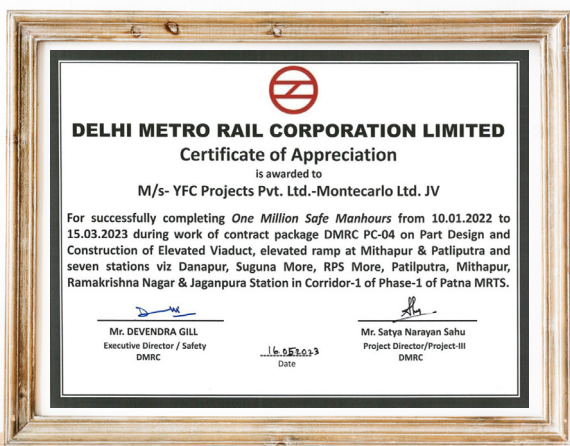 DELHI METRO RAIL CORPORATION LIMITED
Certificate of Appreciation
is awarded to
M/s- YFC Projects Pvt. Ltd.-Montecarlo Ltd. JV
For successfully completing One Million Safe Manhours from 10.01.2022 to
15.03.2023 during work of contract package DMRC PC-04 on Part Design and
Construction of Elevated Viaduct, elevated ramp at Mithapur & Patliputra and
seven stations viz Danapur, Suguna More, RPS More, Patilputra, Mithapur,
Ramakrishna Nagar & Jaganpura Station in Corridor-1 of Phase-1 of Patna MRTS.
Mr. DEVENDRA GILL
Executive Director / Safety
DMRC
16.05.2023
Date
Mr. Satya Narayan Sahu
Project Director/Project-III
DMRC